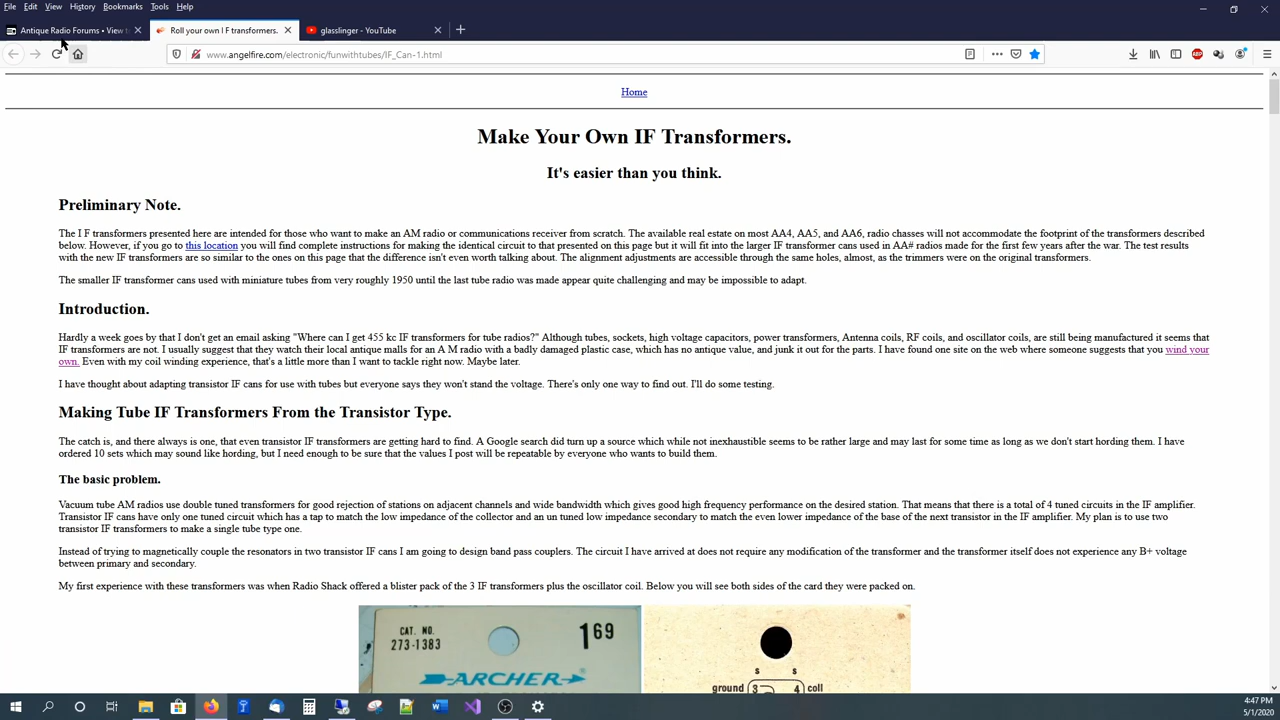 File Edit View History Bookmarks Tools Help
Antique Radio Forums • View to
Roll your own I F transformers.
glasslinger - YouTube
www.angelfire.com/electronic/funwithtubes/IF_Can-1.html
Home
Make Your Own IF Transformers.
It's easier than you think.
Preliminary Note.
The I F transformers presented here are intended for those who want to make an AM radio or communications receiver from scratch. The available real estate on most AA4, AA5, and AA6, radio chasses will not accommodate the footprint of the transformers described
below. However, if you go to this location you will find complete instructions for making the identical circuit to that presented on this page but it will fit into the larger IF transformer cans used in AA# radios made for the first few years after the war. The test results
with the new IF transformers are so similar to the ones on this page that the difference isn't even worth talking about. The alignment adjustments are accessible through the same holes, almost, as the trimmers were on the original transformers.
The smaller IF transformer cans used with miniature tubes from very roughly 1950 until the last tube radio was made appear quite challenging and may be impossible to adapt.
Introduction.
Hardly a week goes by that I don't get an email asking "Where can I get 455 kc IF transformers for tube radios?" Although tubes, sockets, high voltage capacitors, power transformers, Antenna coils, RF coils, and oscillator coils, are still being manufactured it seems that
IF transformers are not. I usually suggest that they watch their local antique malls for an A M radio with a badly damaged plastic case, which has no antique value, and junk it out for the parts. I have found one site on the web where someone suggests that you wind your
own. Even with my coil winding experience, that's a little more than I want to tackle right now. Maybe later.
I have thought about adapting transistor IF cans for use with tubes but everyone says they won't stand the voltage. There's only one way to find out. I'll do some testing.
Making Tube IF Transformers From the Transistor Type.
The catch is, and there always is one, that even transistor IF transformers are getting hard to find. A Google search did turn up a source which while not inexhaustible seems to be rather large and may last for some time as long as we don't start hording them. I have
ordered 10 sets which may sound like hording, but I need enough to be sure that the values I post will be repeatable by everyone who wants to build them.
The basic problem.
Vacuum tube AM radios use double tuned transformers for good rejection of stations on adjacent channels and wide bandwidth which gives good high frequency performance on the desired station. That means that there is a total of 4 tuned circuits in the IF amplifier.
Transistor IF cans have only one tuned circuit which has a tap to match the low impedance of the collector and an un tuned low impedance secondary to match the even lower impedance of the base of the next transistor in the IF amplifier. My plan is to use two
transistor IF transformers to make a single tube type one.
Instead of trying to magnetically couple the resonators in two transistor IF cans I am going to design band pass couplers. The circuit I have arrived at does not require any modification of the transformer and the transformer itself does not experience any B+ voltage
between primary and secondary.
My first experience with these transformers was when Radio Shack offered a blister pack of the 3 IF transformers plus the oscillator coil. Below you will see both sides of the card they were packed on.
CAT. NO.
273-1383
169
ARCHER
S S
ground 3 4 coll
4:47 PM
5/1/2020